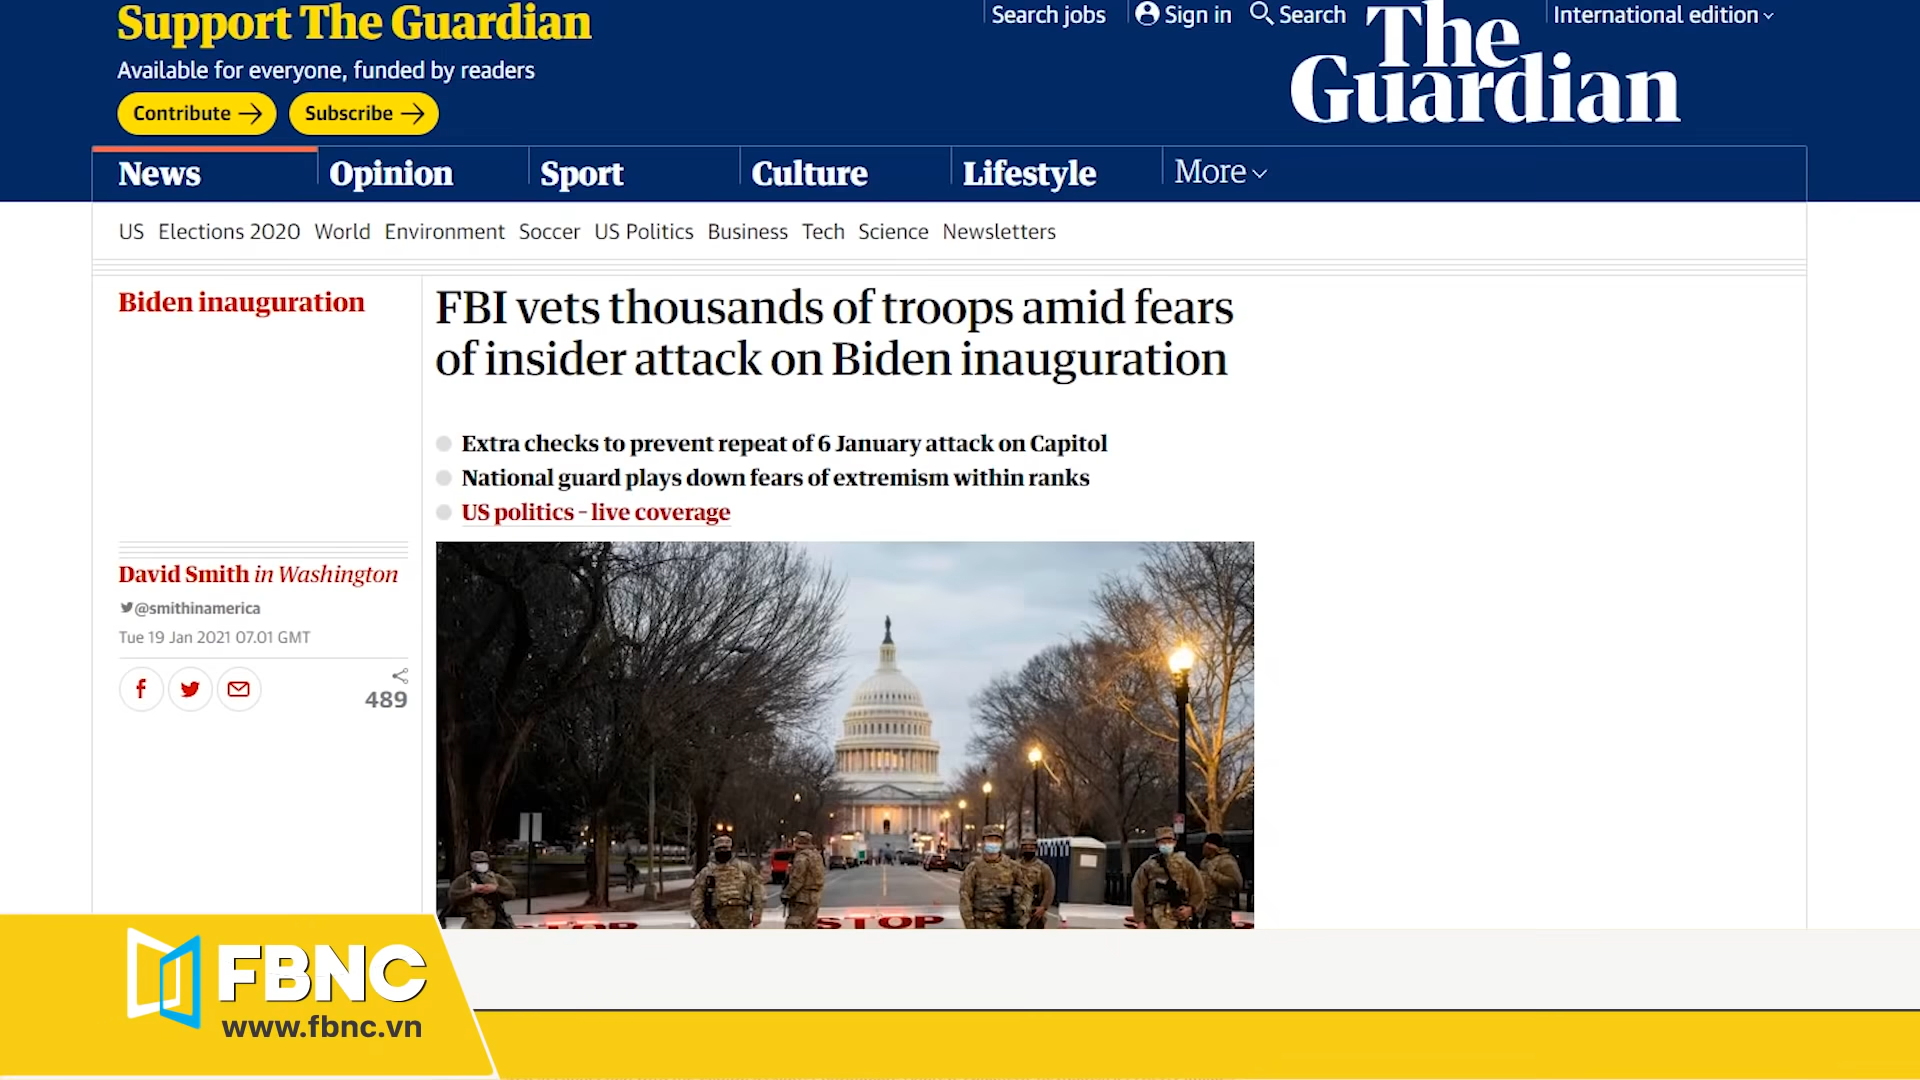 Support The Guardian
Available for everyone, funded by readers
Contribute
Subscribe
Search jobs
Sign in
Search
International edition
The
Guardian
News
Opinion
Sport
Culture
Lifestyle
More
US Elections 2020 World Environment Soccer US Politics Business Tech Science Newsletters
Biden inauguration
FBI vets thousands of troops amid fears
of insider attack on Biden inauguration
Extra checks to prevent repeat of 6 January attack on Capitol
National guard plays down fears of extremism within ranks
US politics – live coverage
David Smith in Washington
@smithinamerica
Tue 19 Jan 2021 07.01 GMT
489
STOP
FBNC
www.fbnc.vn